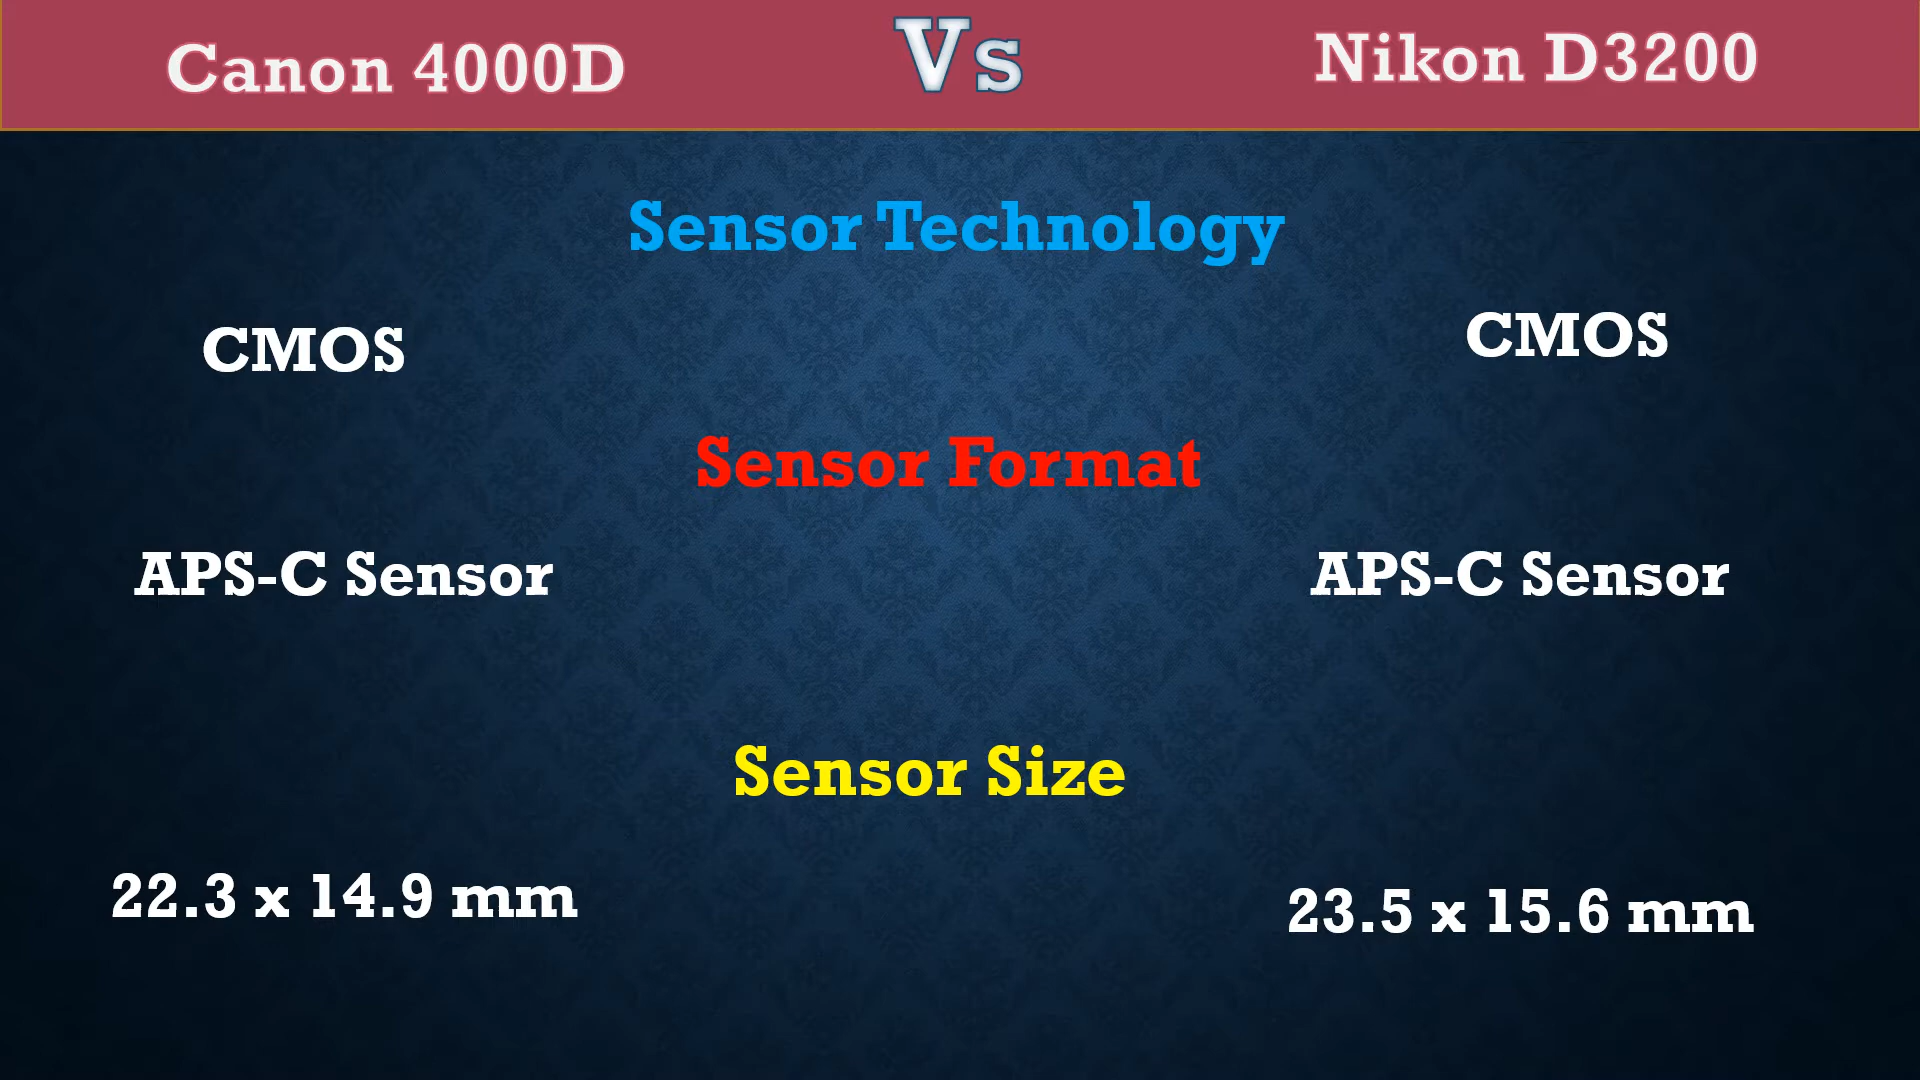 Canon 4000D Vs Nikon D3200
Sensor Technology
CMOS CMOS
Sensor Format
APS-C Sensor APS-C Sensor
Sensor Size
22.3 x 14.9 mm 23.5 x 15.6 mm